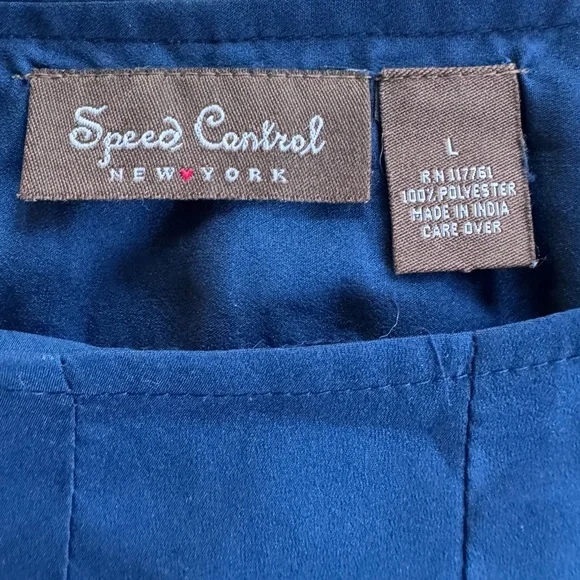 Speed Control
NEW♥YORK
L
RN 117761
100% POLYESTER
MADE IN INDIA
CARE OVER